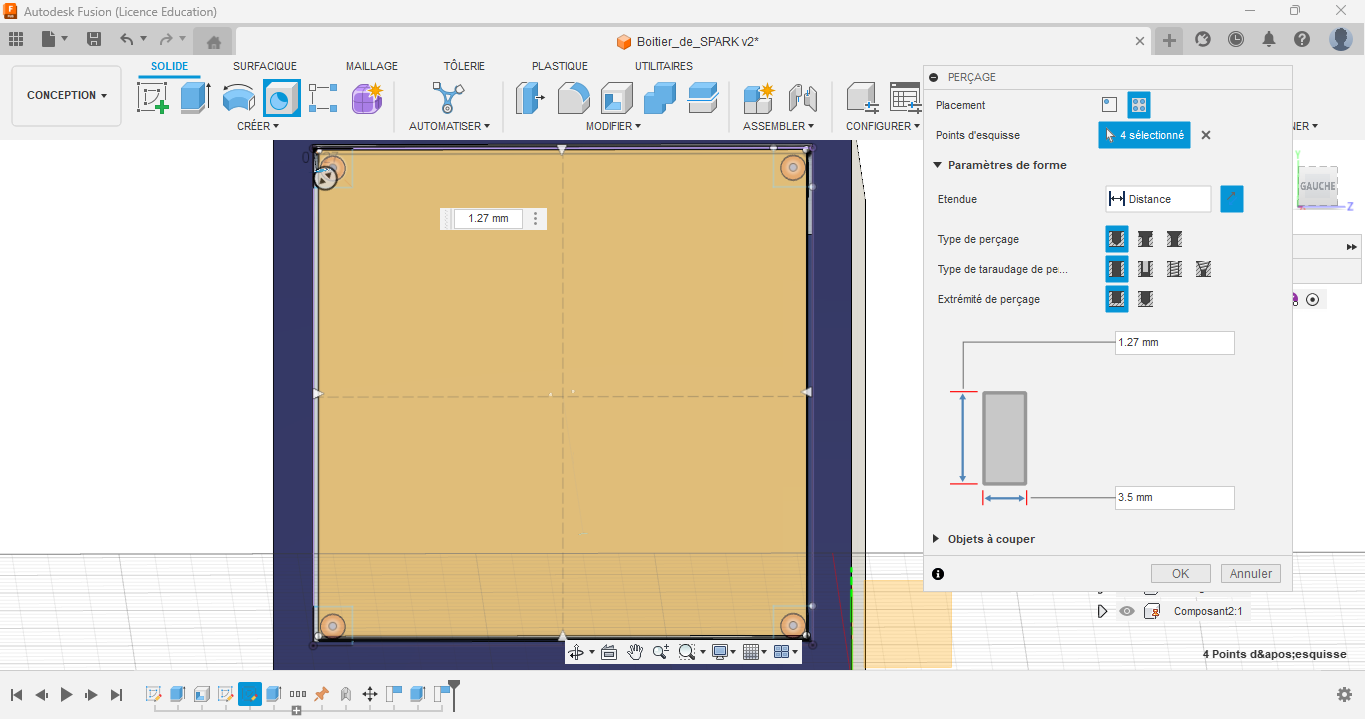 Autodesk Fusion (Licence Education)
Boitier_de_SPARK v2*
CONCEPTION
SOLIDE SURFACIQUE MAILLAGE TÔLERIE PLASTIQUE UTILITAIRES
CRÉER AUTOMATISER MODIFIER ASSEMBLER CONFIGURER NER
PERÇAGE
Placement
Points d'esquisse 4 sélectionné
Paramètres de forme
Etendue Distance
Type de perçage
Type de taraudage de pe...
Extrémité de perçage
1.27 mm
3.5 mm
Objets à couper
OK Annuler
1.27 mm
Y
GAUCHE
Z
Composant2:1
4 Points d&apos;esquisse